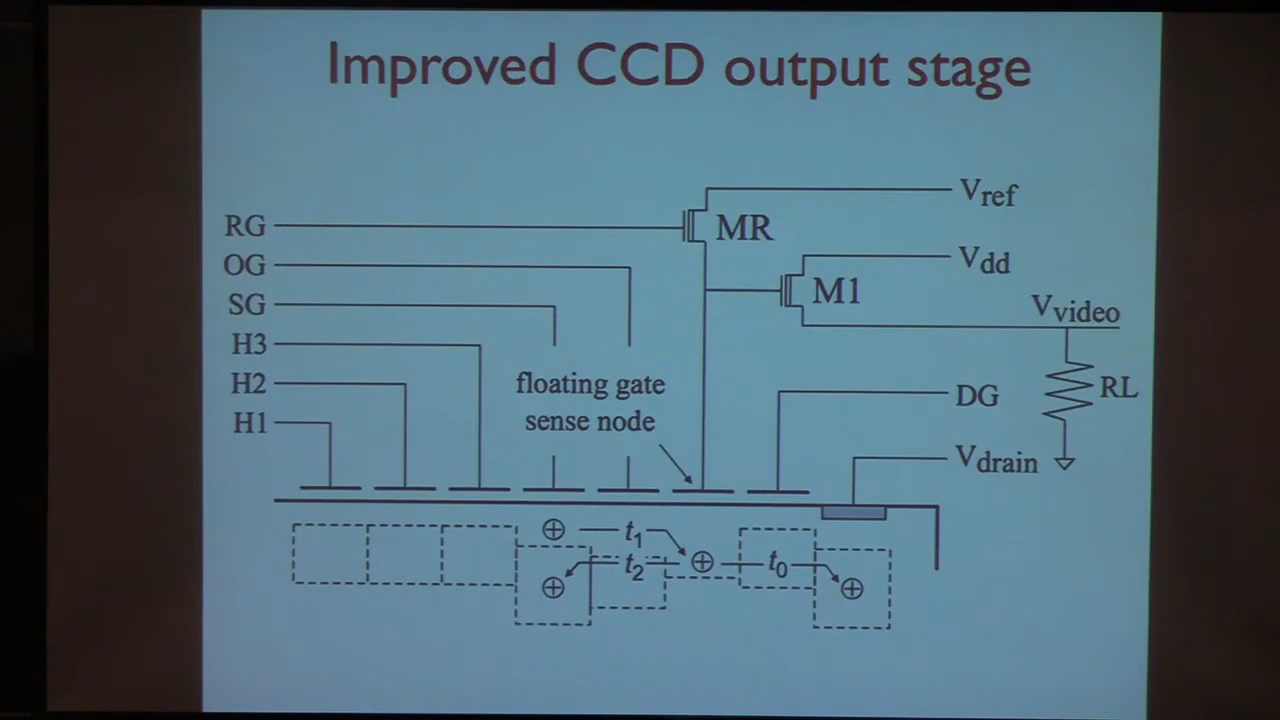 Improved CCD output stage
Vref
RG
MR
OG
Vdd
SG
M1
Vvideo
H3
floating gate
sense node
H2
DG
RL
H1
Vdrain
t1
t2
t0